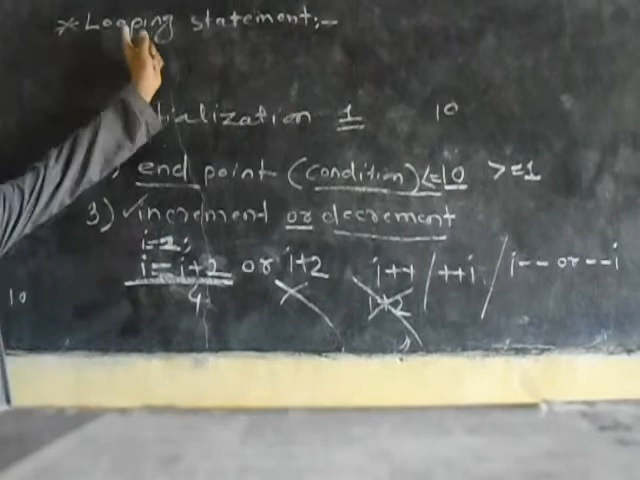 * Looping statement:-
tialization 1 10
) end point (condition) <=10 >=1
3) ✓increment or decrement
i=2;
i=i+2 or i+2 i++ / ++i / i-- or --i
4
10